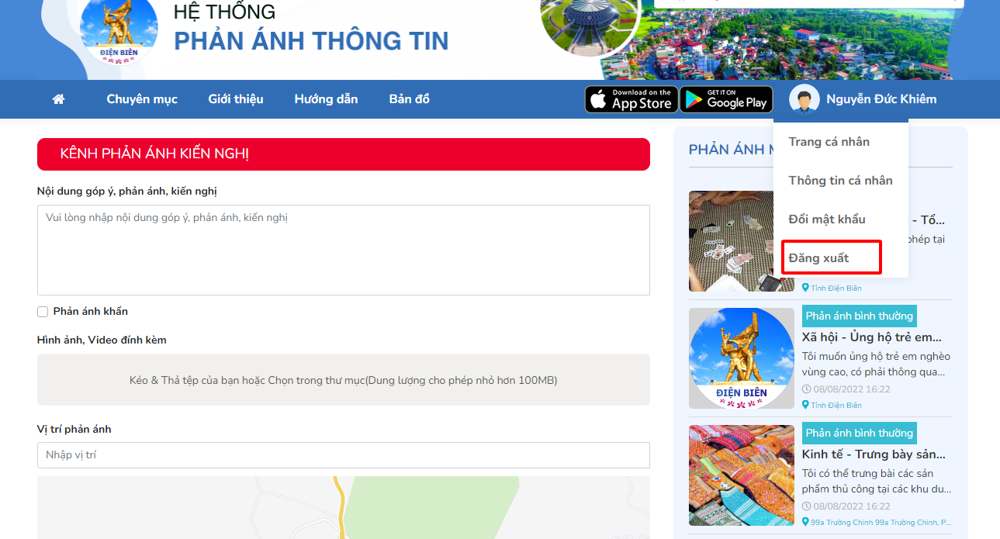 HỆ THỐNG
PHẢN ÁNH THÔNG TIN
ĐIỆN BIÊN
Chuyên mục
Giới thiệu
Hướng dẫn
Bản đồ
Download on the
App Store
GET IT ON
Google Play
Nguyễn Đức Khiêm
Trang cá nhân
Thông tin cá nhân
Đổi mật khẩu
Đăng xuất
KÊNH PHẢN ÁNH KIẾN NGHỊ
Nội dung góp ý, phản ánh, kiến nghị
Vui lòng nhập nội dung góp ý, phản ánh, kiến nghị
Phản ánh khẩn
Hình ảnh, Video đính kèm
Kéo & Thả tệp của bạn hoặc Chọn trong thư mục(Dung lượng cho phép nhỏ hơn 100MB)
Vị trí phản ánh
Nhập vị trí
PHẢN ÁNH
- Tổ...
phép tại
Tỉnh Điện Biên
ĐIỆN BIÊN
Phản ánh bình thường
Xã hội - Ủng hộ trẻ em...
Tôi muốn ủng hộ trẻ em nghèo
vùng cao, có phải thông qua...
08/08/2022 16:22
Tỉnh Điện Biên
Phản ánh bình thường
Kinh tế - Trưng bày sản...
Tôi có thể trưng bài các sản
phẩm thủ công tại các khu du...
08/08/2022 16:22
99a Trường Chinh 99a Trường Chinh, P...